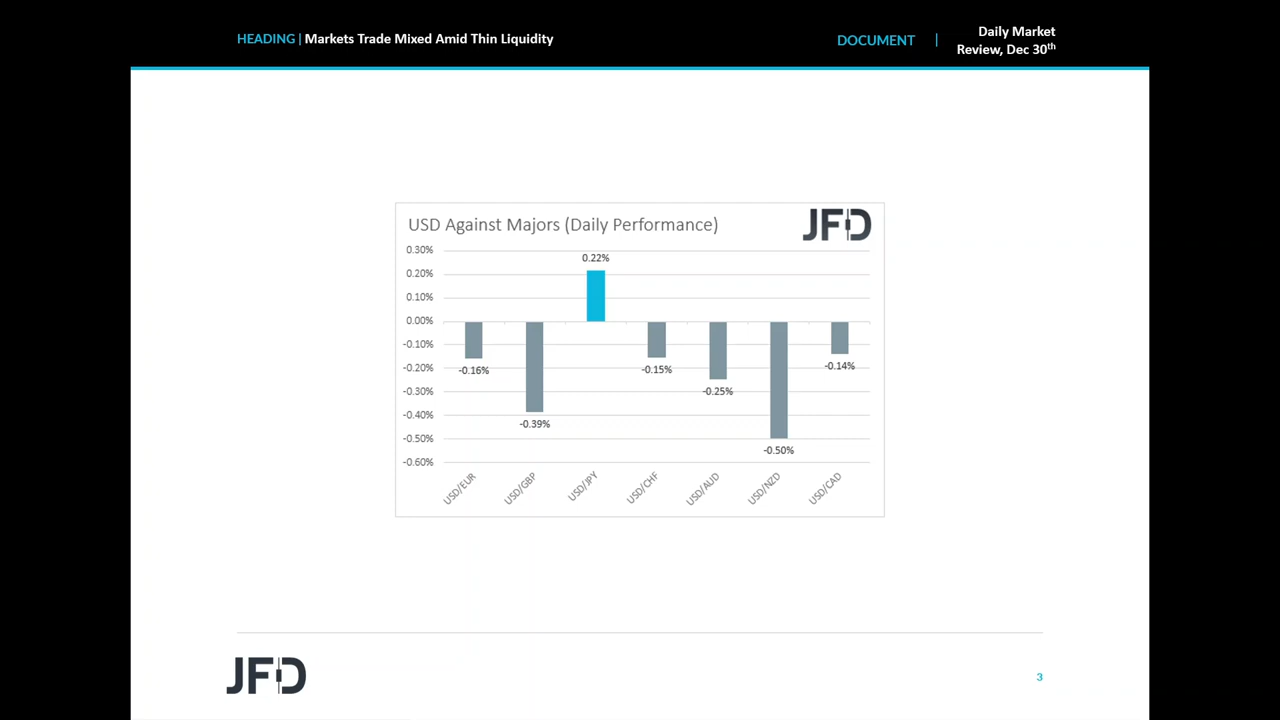 HEADING | Markets Trade Mixed Amid Thin Liquidity
DOCUMENT |
Daily Market
Review, Dec 30th
USD Against Majors (Daily Performance)
JFD
0.30%
0.20%
0.10%
0.00%
-0.10%
-0.20%
-0.30%
-0.40%
-0.50%
-0.60%
-0.16%
-0.39%
0.22%
-0.15%
-0.25%
-0.50%
-0.14%
USD/EUR
USD/GBP
USD/JPY
USD/CHF
USD/AUD
USD/NZD
USD/CAD
JFD
3